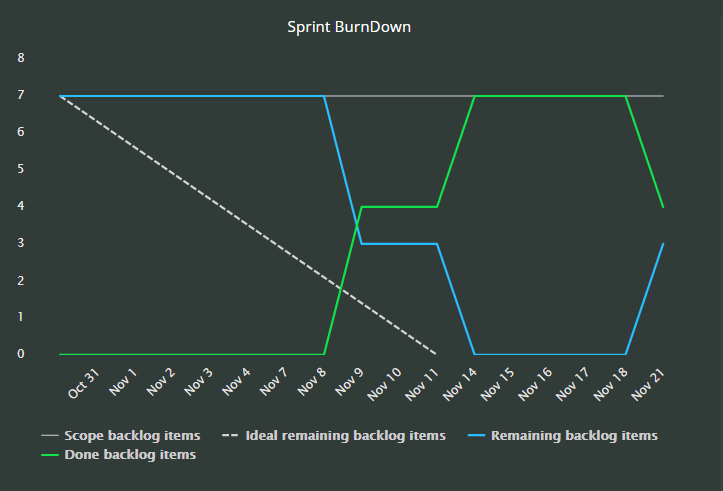 Sprint BurnDown
8
7
6
5
4
3
2
1
0
Oct 31
Nov 1
Nov 2
Nov 3
Nov 4
Nov 7
Nov 8
Nov 9
Nov 10
Nov 11
Nov 14
Nov 15
Nov 16
Nov 17
Nov 18
Nov 21
Scope backlog items
Ideal remaining backlog items
Remaining backlog items
Done backlog items